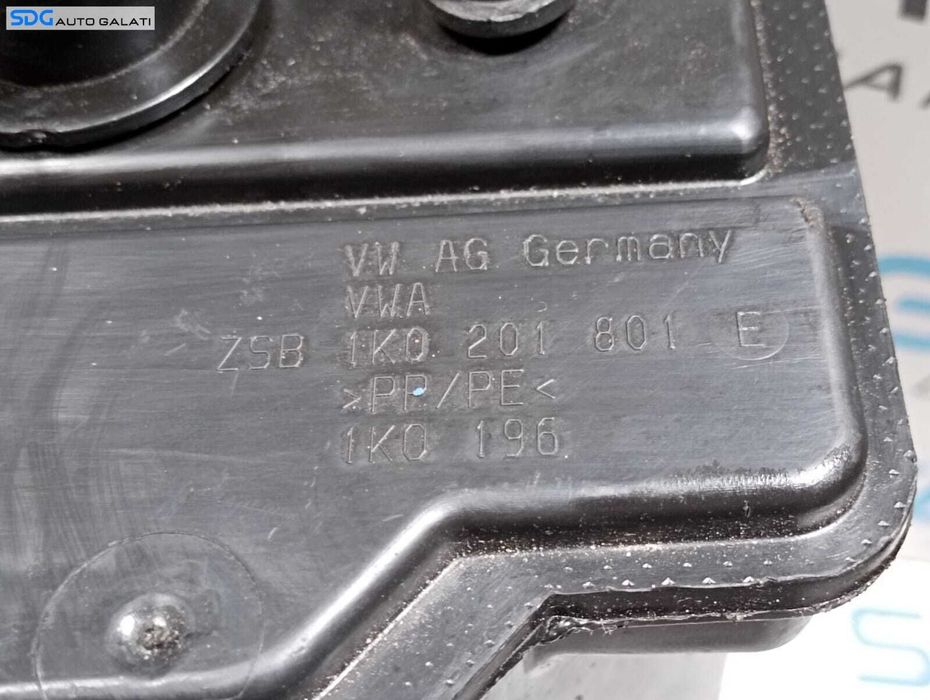 SDG AUTO GALATI
VW AG Germany
VWA
ZSB 1K0 201 801 E
>PP/PE<
1K0 196